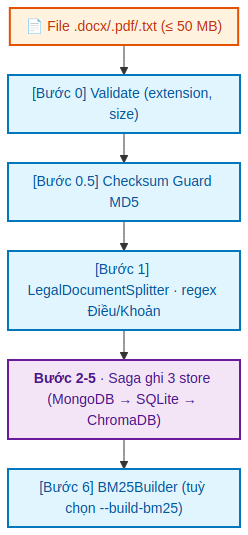 📄 File .docx/.pdf/.txt (≤ 50 MB)
[Bước 0] Validate (extension,
size)
[Bước 0.5] Checksum Guard
MD5
[Bước 1]
LegalDocumentSplitter · regex
Điều/Khoản
Bước 2-5 · Saga ghi 3 store
(MongoDB → SQLite →
ChromaDB)
[Bước 6] BM25Builder (tuỳ
chọn --build-bm25)